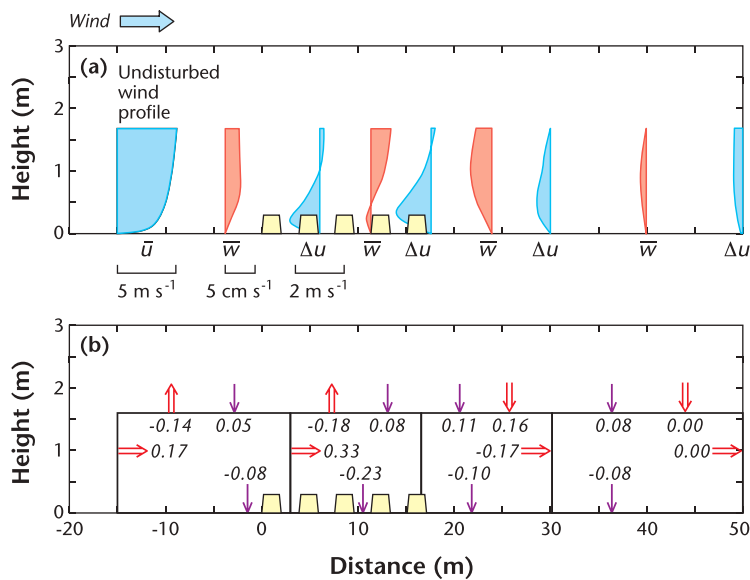 Wind
(a)
Undisturbed
wind
profile
Height (m)
3
2
1
0
u̅ w̅ Δu w̅ Δu w̅ Δu w̅ Δu
5 m s⁻¹ 5 cm s⁻¹ 2 m s⁻¹
(b)
Height (m)
3
2
1
0
-0.14 0.05 -0.18 0.08 0.11 0.16 0.08 0.00
0.17 0.33 -0.17 0.00
-0.08 -0.23 -0.10 -0.08
-20 -10 0 10 20 30 40 50
Distance (m)